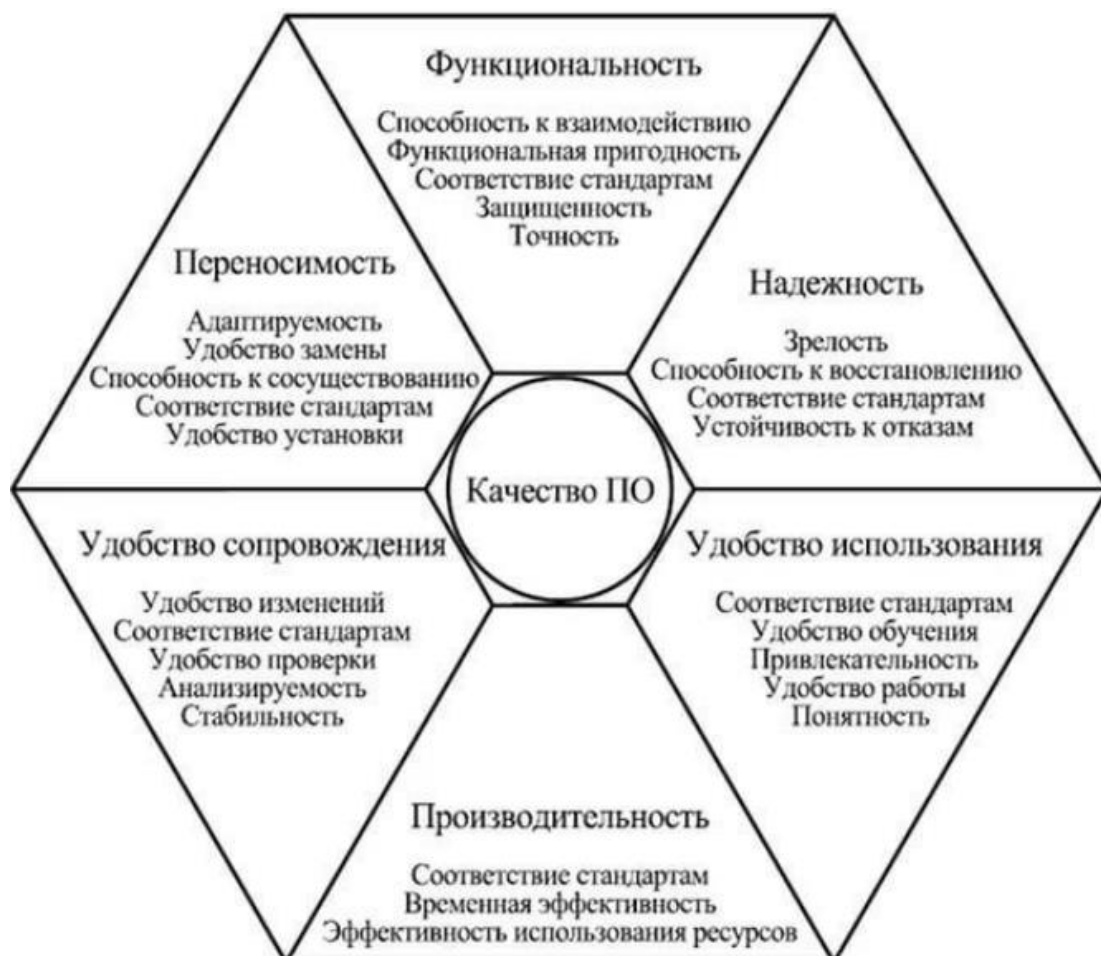 Функциональность
Способность к взаимодействию
Функциональная пригодность
Соответствие стандартам
Защищенность
Точность
Переносимость
Адаптируемость
Удобство замены
Способность к сосуществованию
Соответствие стандартам
Удобство установки
Надежность
Зрелость
Способность к восстановлению
Соответствие стандартам
Устойчивость к отказам
Качество ПО
Удобство сопровождения
Удобство изменений
Соответствие стандартам
Удобство проверки
Анализируемость
Стабильность
Удобство использования
Соответствие стандартам
Удобство обучения
Привлекательность
Удобство работы
Понятность
Производительность
Соответствие стандартам
Временная эффективность
Эффективность использования ресурсов